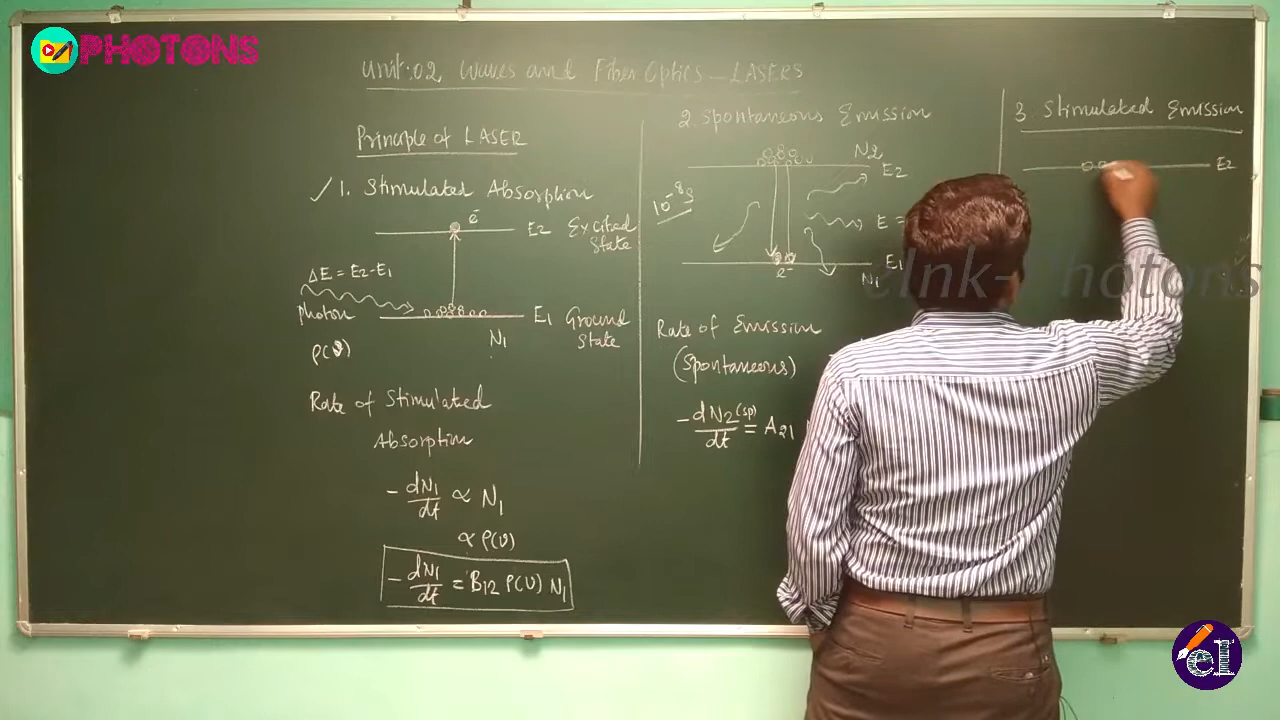 PHOTONS
Unit:02 Waves and Fiber Optics - LASERS
Principle of LASER
✓ 1. Stimulated Absorption
e-
E2 Excited State
ΔE = E2-E1
photon
E1 Ground State
N1
ρ(ϑ)
Rate of Stimulated
Absorption
- dN1/dt ∝ N1
∝ ρ(ϑ)
- dN1/dt = B12 ρ(ν) N1
2. Spontaneous Emission
N2
E2
10-8s
E =
E1
e-
N1
Rate of Emission
(Spontaneous)
- dN2(sp)/dt = A21
3. Stimulated Emission
E2
eInk-Photons
eI